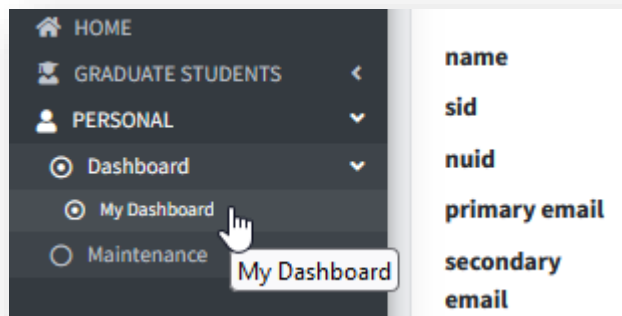 HOME
GRADUATE STUDENTS
PERSONAL
Dashboard
My Dashboard
Maintenance
My Dashboard
name
sid
nuid
primary email
secondary
email